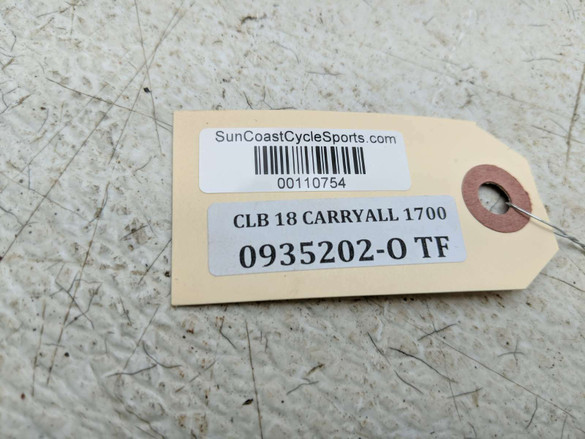 SunCoastCycleSports.com
00110754
CLB 18 CARRYALL 1700
0935202-O TF